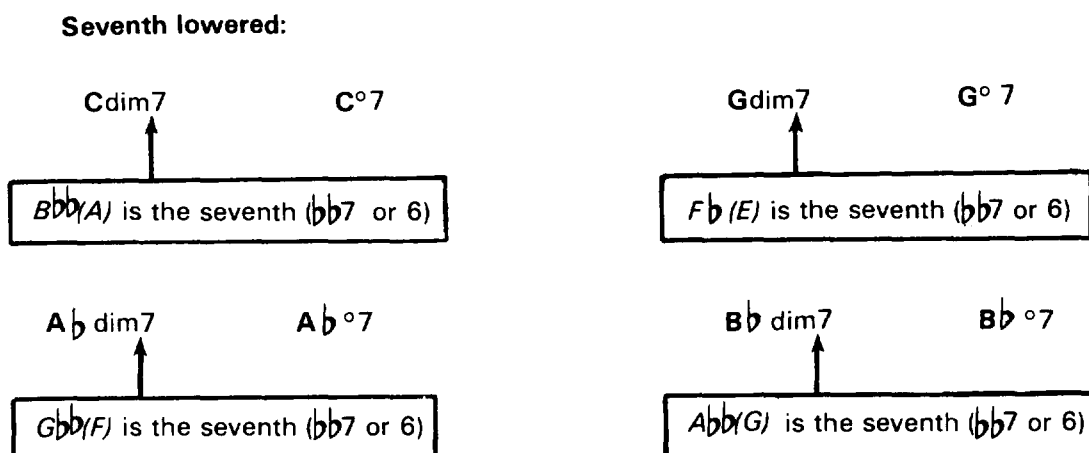 Seventh lowered:
Cdim7 C°7 Gdim7 G° 7
B𝄫(A) is the seventh (𝄫7 or 6) F♭(E) is the seventh (𝄫7 or 6)
A♭ dim7 A♭ °7 B♭ dim7 B♭ °7
G𝄫(F) is the seventh (𝄫7 or 6) A𝄫(G) is the seventh (𝄫7 or 6)